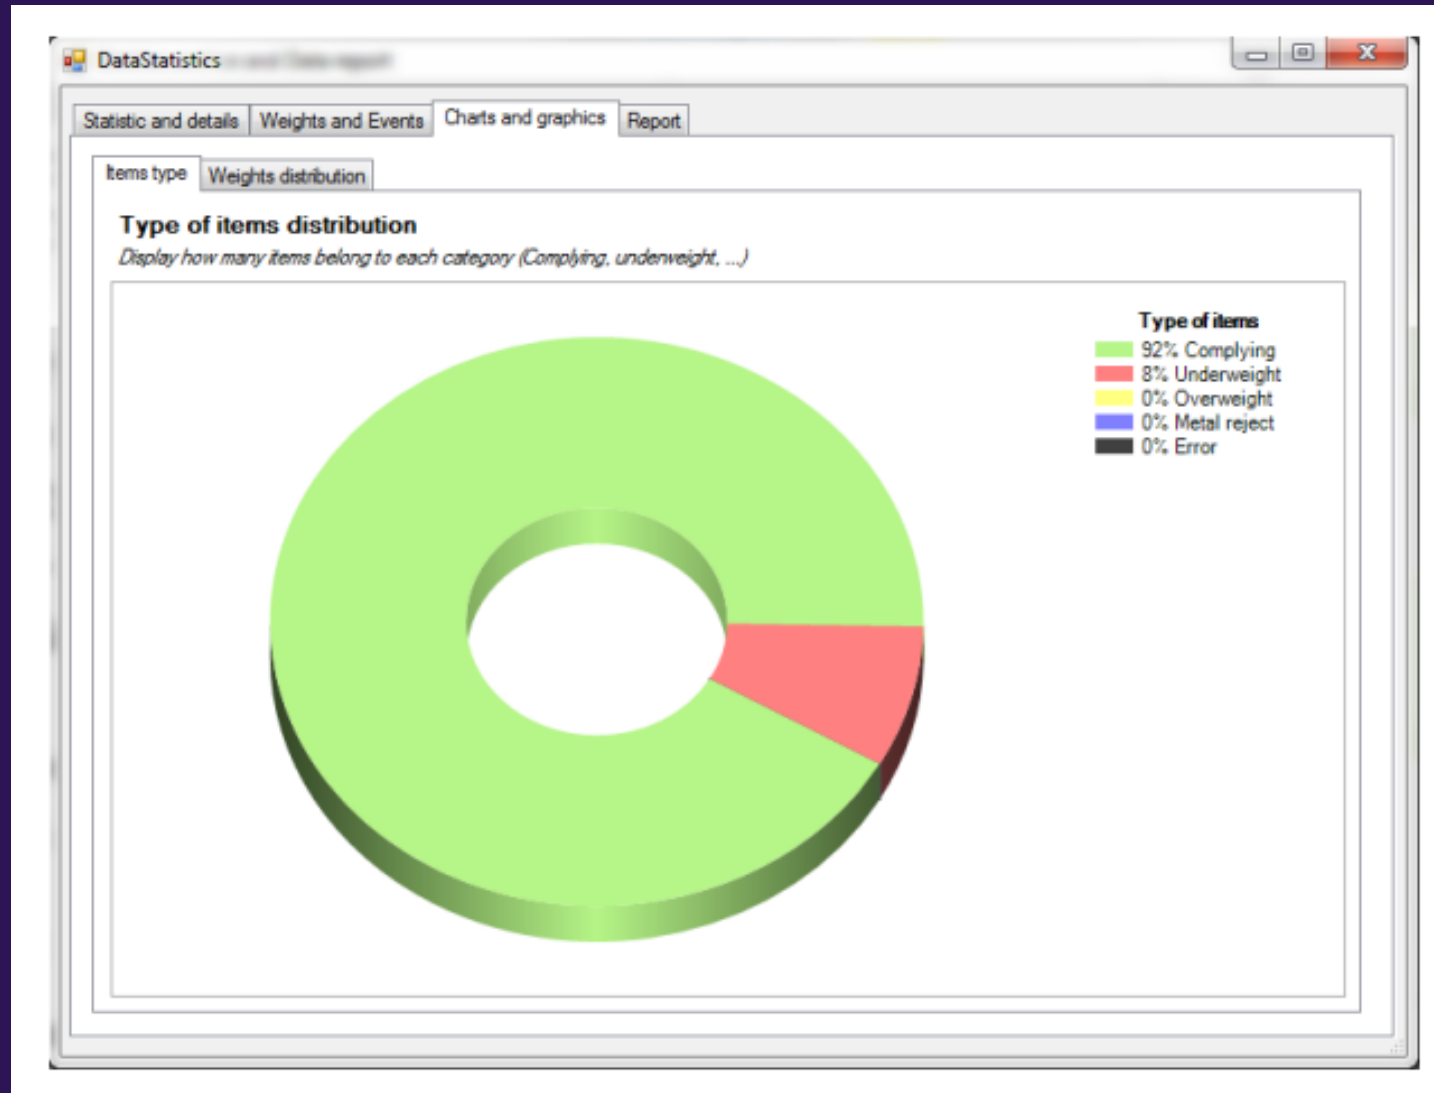 DataStatistics
Statistic and details
Weights and Events
Charts and graphics
Report
Items type
Weights distribution
Type of items distribution
Display how many items belong to each category (Complying, underweight, ...)
Type of items
92% Complying
8% Underweight
0% Overweight
0% Metal reject
0% Error